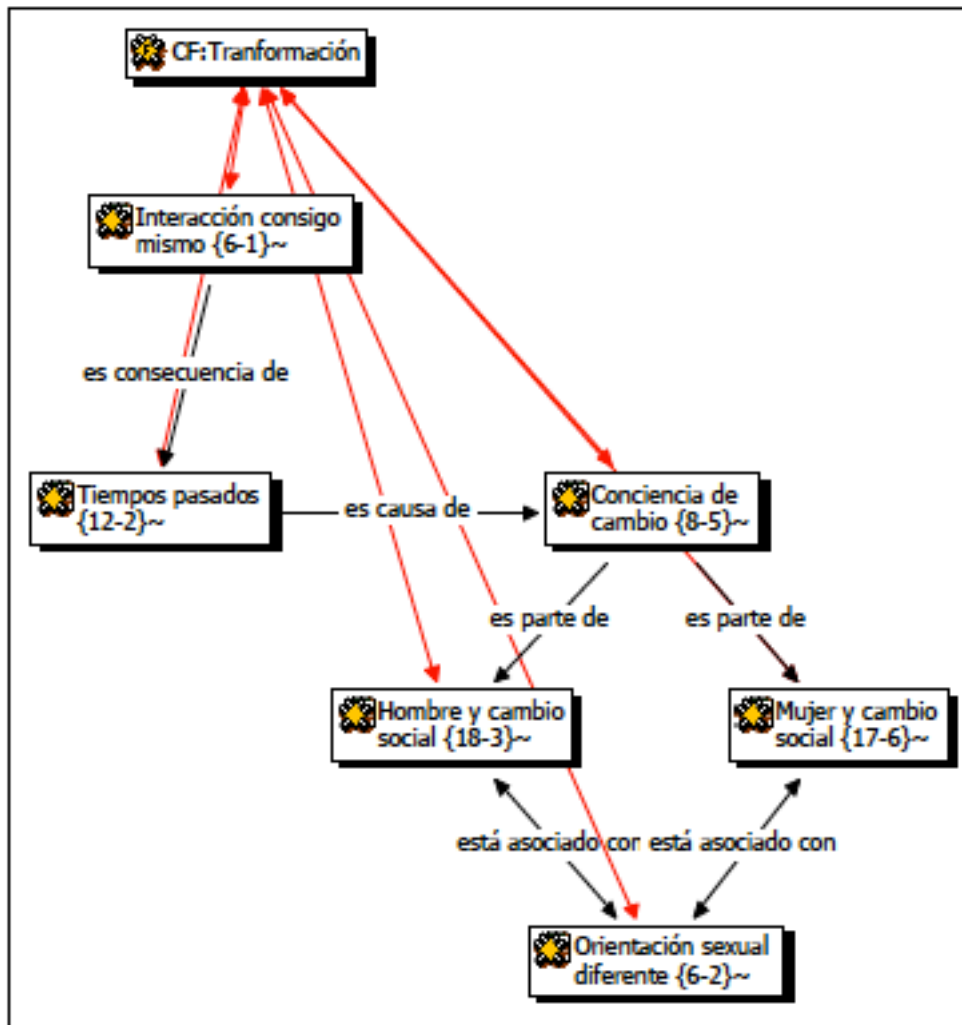 CF:Tranformación
Interacción consigo
mismo {6-1}~
es consecuencia de
Tiempos pasados
{12-2}~
es causa de
Conciencia de
cambio {8-5}~
es parte de
es parte de
Hombre y cambio
social {18-3}~
Mujer y cambio
social {17-6}~
está asociado con
está asociado con
Orientación sexual
diferente {6-2}~